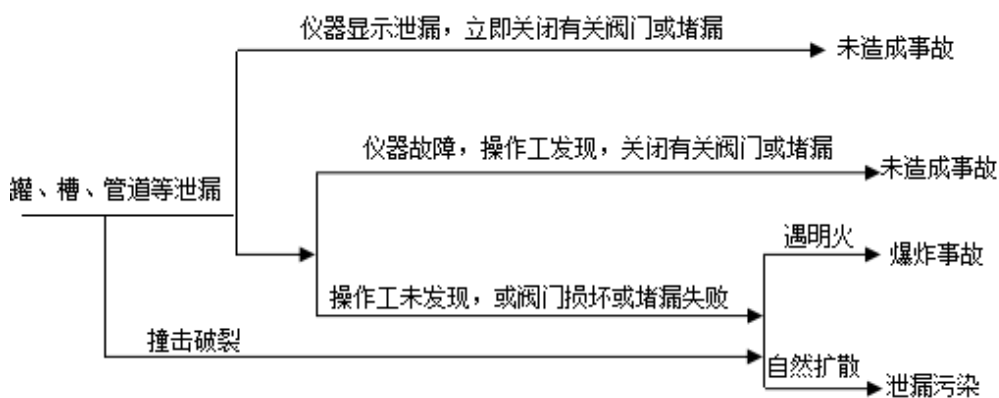 仪器显示泄漏，立即关闭有关阀门或堵漏
未造成事故
仪器故障，操作工发现，关闭有关阀门或堵漏
未造成事故
罐、槽、管道等泄漏
遇明火
爆炸事故
操作工未发现，或阀门损坏或堵漏失败
撞击破裂
自然扩散
泄漏污染